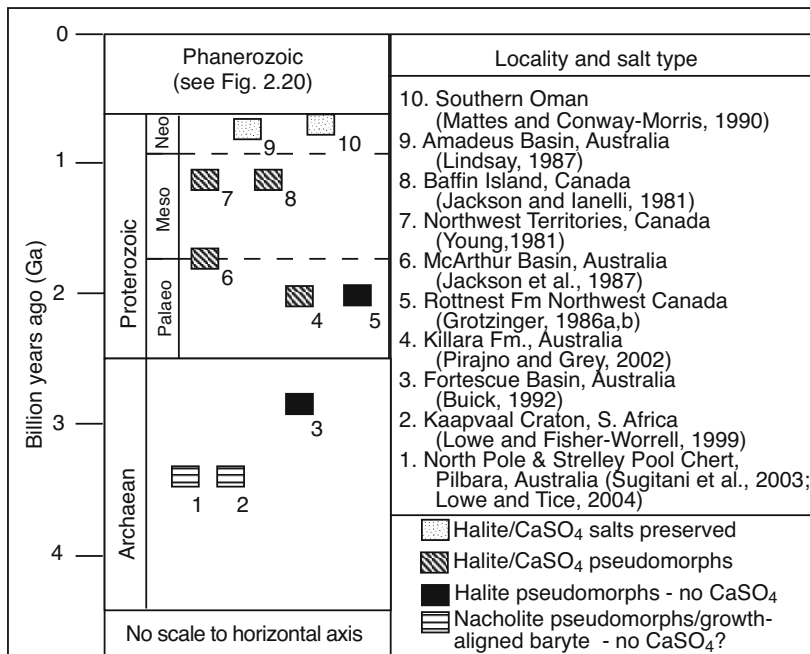 0
1
2
3
4
Billion years ago (Ga)
Phanerozoic
(see Fig. 2.20)
Proterozoic
Neo
Meso
Palaeo
Archaean
9
10
7
8
6
4
5
3
1
2
No scale to horizontal axis
Locality and salt type
10. Southern Oman
(Mattes and Conway-Morris, 1990)
9. Amadeus Basin, Australia
(Lindsay, 1987)
8. Baffin Island, Canada
(Jackson and Ianelli, 1981)
7. Northwest Territories, Canada
(Young,1981)
6. McArthur Basin, Australia
(Jackson et al., 1987)
5. Rottnest Fm Northwest Canada
(Grotzinger, 1986a,b)
4. Killara Fm., Australia
(Pirajno and Grey, 2002)
3. Fortescue Basin, Australia
(Buick, 1992)
2. Kaapvaal Craton, S. Africa
(Lowe and Fisher-Worrell, 1999)
1. North Pole & Strelley Pool Chert,
Pilbara, Australia (Sugitani et al., 2003;
Lowe and Tice, 2004)
Halite/CaSO4 salts preserved
Halite/CaSO4 pseudomorphs
Halite pseudomorphs - no CaSO4
Nacholite pseudomorphs/growth-
aligned baryte - no CaSO4?